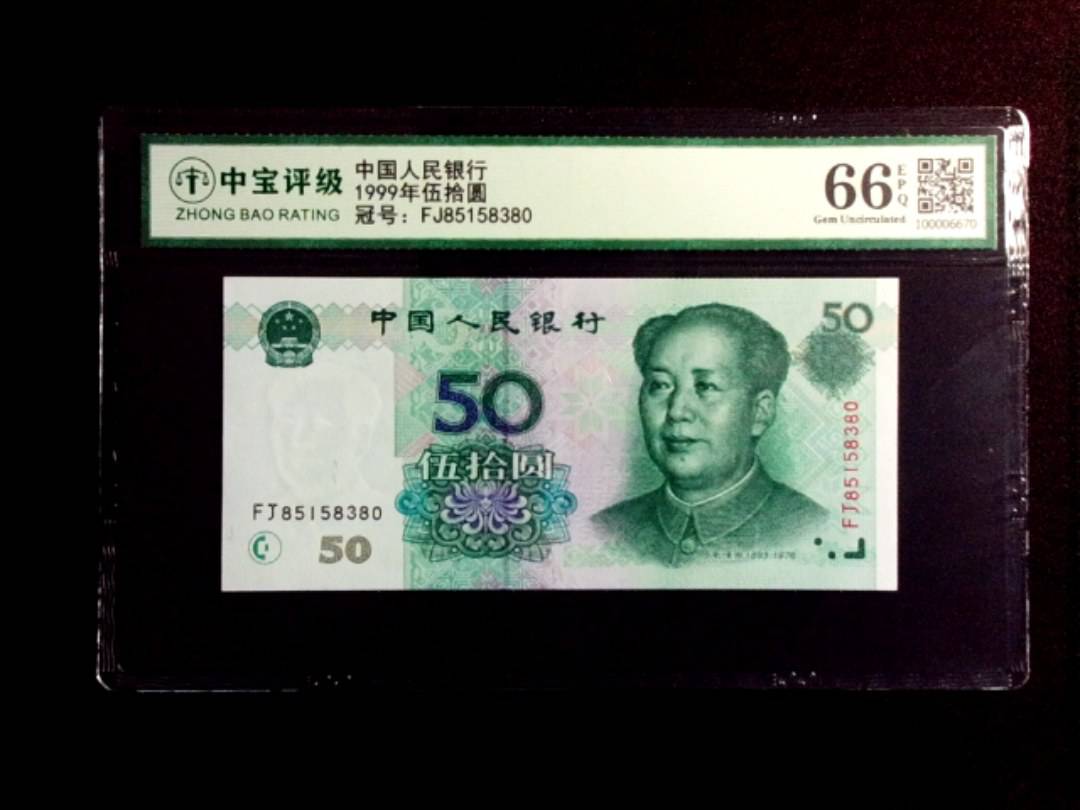 中宝评级
ZHONG BAO RATING
中国人民银行
1999年伍拾圆
冠号：FJ85158380
66 EPQ
Gem Uncirculated
100006670
中国人民银行
50
50
伍拾圆
FJ85158380
50
FJ85158380